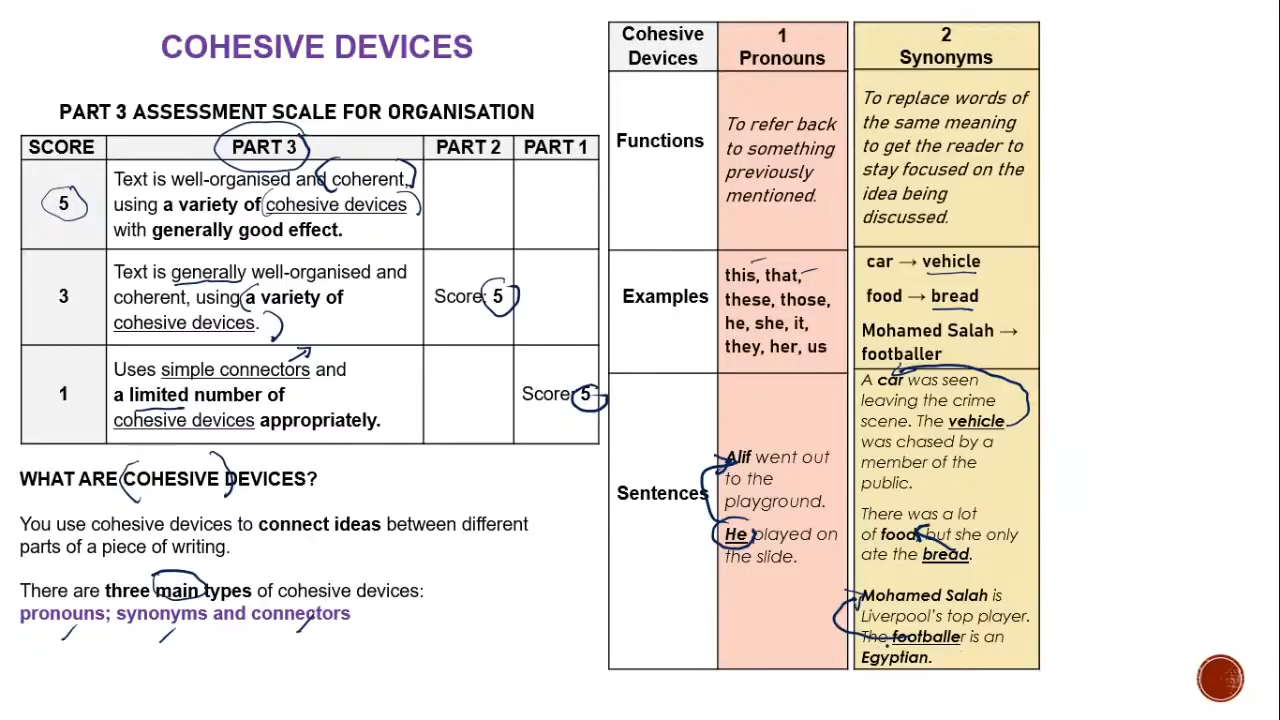 COHESIVE DEVICES
PART 3 ASSESSMENT SCALE FOR ORGANISATION
SCORE PART 3 PART 2 PART 1
5
Text is well-organised and coherent,
using a variety of cohesive devices
with generally good effect.
3
Text is generally well-organised and
coherent, using a variety of
cohesive devices.
Score: 5
1
Uses simple connectors and
a limited number of
cohesive devices appropriately.
Score: 5
WHAT ARE COHESIVE DEVICES?
You use cohesive devices to connect ideas between different
parts of a piece of writing.
There are three main types of cohesive devices:
pronouns; synonyms and connectors
Cohesive
Devices
1
Pronouns
2
Synonyms
Functions
To refer back
to something
previously
mentioned.
To replace words of
the same meaning
to get the reader to
stay focused on the
idea being
discussed.
Examples
this, that,
these, those,
he, she, it,
they, her, us
car → vehicle
food → bread
Mohamed Salah →
footballer
Sentences
Alif went out
to the
playground.
He played on
the slide.
A car was seen
leaving the crime
scene. The vehicle
was chased by a
member of the
public.
There was a lot
of food, but she only
ate the bread.
Mohamed Salah is
Liverpool's top player.
The footballer is an
Egyptian.